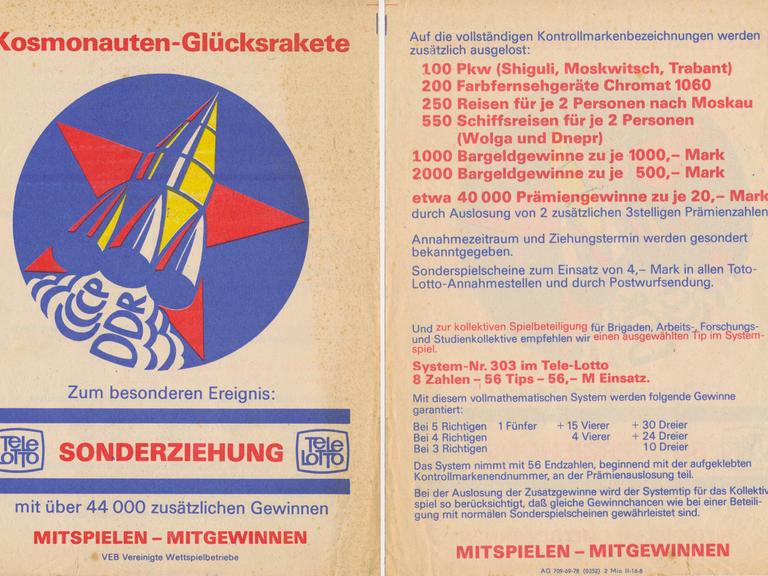 Kosmonauten-Glücksrakete
CCCP
DDR
Zum besonderen Ereignis:
TELE
LOTTO
SONDERZIEHUNG
TELE
LOTTO
mit über 44 000 zusätzlichen Gewinnen
MITSPIELEN – MITGEWINNEN
VEB Vereinigte Wettspielbetriebe
Auf die vollständigen Kontrollmarkenbezeichnungen werden
zusätzlich ausgelost:
100 Pkw (Shiguli, Moskwitsch, Trabant)
200 Farbfernsehgeräte Chromat 1060
250 Reisen für je 2 Personen nach Moskau
550 Schiffsreisen für je 2 Personen
(Wolga und Dnepr)
1000 Bargeldgewinne zu je 1000,– Mark
2000 Bargeldgewinne zu je 500,– Mark
etwa 40 000 Prämiengewinne zu je 20,– Mark
durch Auslosung von 2 zusätzlichen 3stelligen Prämienzahlen
Annahmezeitraum und Ziehungstermin werden gesondert
bekanntgegeben.
Sonderspielscheine zum Einsatz von 4,– Mark in allen Toto-
Lotto-Annahmestellen und durch Postwurfsendung.
Und zur kollektiven Spielbeteiligung für Brigaden, Arbeits-, Forschungs-
und Studienkollektive empfehlen wir einen ausgewählten Tip im System-
spiel.
System-Nr. 303 im Tele-Lotto
8 Zahlen – 56 Tips – 56,– M Einsatz.
Mit diesem vollmathematischen System werden folgende Gewinne
garantiert:
Bei 5 Richtigen 1 Fünfer + 15 Vierer + 30 Dreier
Bei 4 Richtigen 4 Vierer + 24 Dreier
Bei 3 Richtigen 10 Dreier
Das System nimmt mit 56 Endzahlen, beginnend mit der aufgeklebten
Kontrollmarkenendnummer, an der Prämienauslosung teil.
Bei der Auslosung der Zusatzgewinne wird der Systemtip für das Kollektiv-
spiel so berücksichtigt, daß gleiche Gewinnchancen wie bei einer Beteili-
gung mit normalen Sonderspielscheinen gewährleistet sind.
MITSPIELEN – MITGEWINNEN
AG 709-69-78 (0352) 2 Mio II-16-8